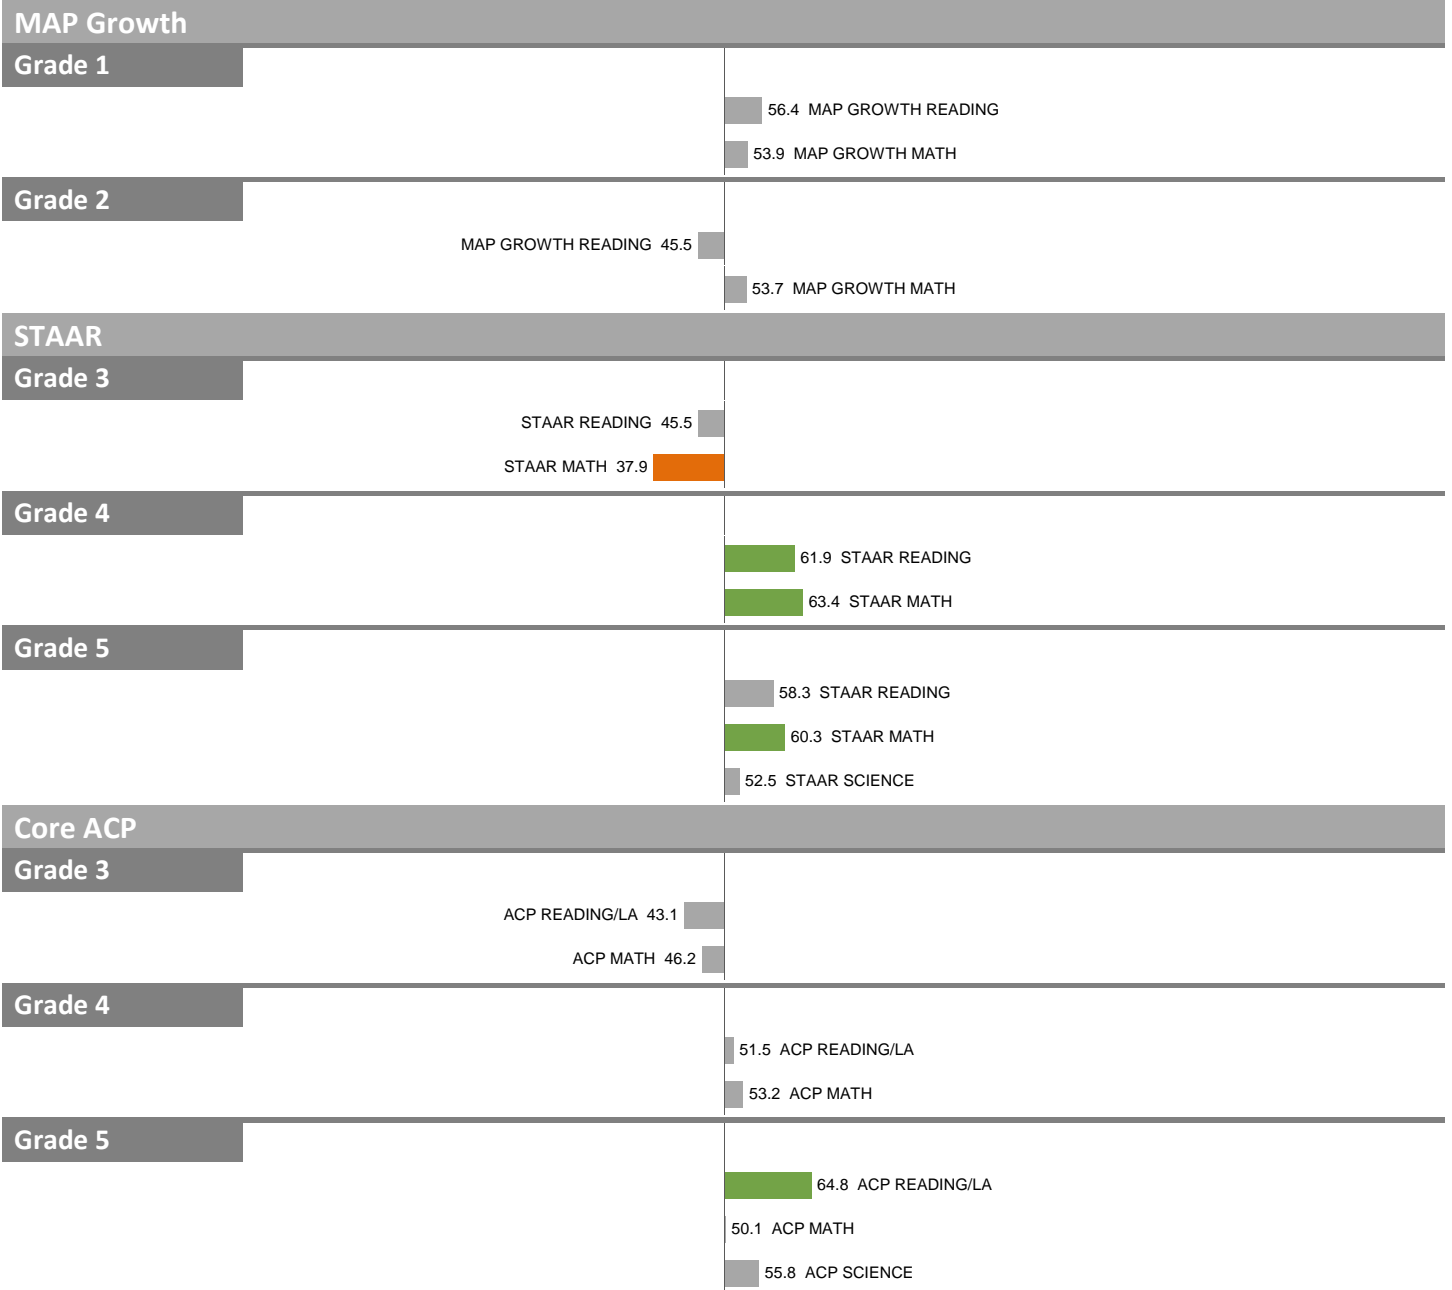 MAP Growth
Grade 1
56.4 MAP GROWTH READING
53.9 MAP GROWTH MATH
Grade 2
MAP GROWTH READING 45.5
53.7 MAP GROWTH MATH
STAAR
Grade 3
STAAR READING 45.5
STAAR MATH 37.9
Grade 4
61.9 STAAR READING
63.4 STAAR MATH
Grade 5
58.3 STAAR READING
60.3 STAAR MATH
52.5 STAAR SCIENCE
Core ACP
Grade 3
ACP READING/LA 43.1
ACP MATH 46.2
Grade 4
51.5 ACP READING/LA
53.2 ACP MATH
Grade 5
64.8 ACP READING/LA
50.1 ACP MATH
55.8 ACP SCIENCE